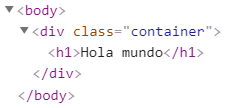 ▼<body>
▼<div class="container">
<h1>Hola mundo</h1>
</div>
</body>